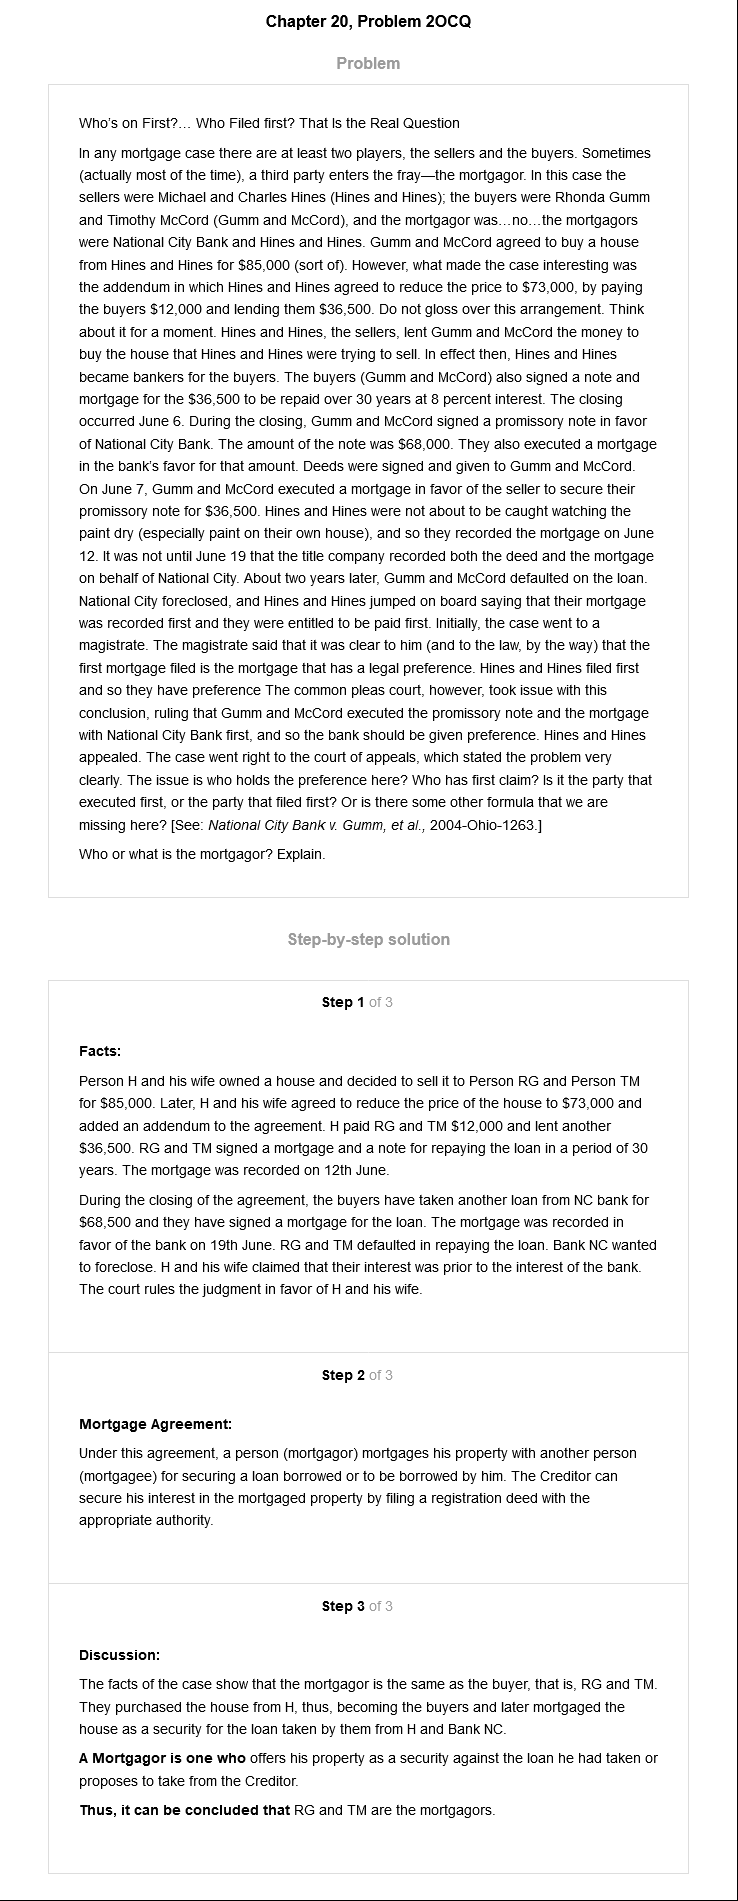 Chapter 20, Problem 2OCQ
Problem
Who's on First?… Who Filed first? That Is the Real Question
In any mortgage case there are at least two players, the sellers and the buyers. Sometimes
(actually most of the time), a third party enters the fray—the mortgagor. In this case the
sellers were Michael and Charles Hines (Hines and Hines); the buyers were Rhonda Gumm
and Timothy McCord (Gumm and McCord), and the mortgagor was…no…the mortgagors
were National City Bank and Hines and Hines. Gumm and McCord agreed to buy a house
from Hines and Hines for $85,000 (sort of). However, what made the case interesting was
the addendum in which Hines and Hines agreed to reduce the price to $73,000, by paying
the buyers $12,000 and lending them $36,500. Do not gloss over this arrangement. Think
about it for a moment. Hines and Hines, the sellers, lent Gumm and McCord the money to
buy the house that Hines and Hines were trying to sell. In effect then, Hines and Hines
became bankers for the buyers. The buyers (Gumm and McCord) also signed a note and
mortgage for the $36,500 to be repaid over 30 years at 8 percent interest. The closing
occurred June 6. During the closing, Gumm and McCord signed a promissory note in favor
of National City Bank. The amount of the note was $68,000. They also executed a mortgage
in the bank's favor for that amount. Deeds were signed and given to Gumm and McCord.
On June 7, Gumm and McCord executed a mortgage in favor of the seller to secure their
promissory note for $36,500. Hines and Hines were not about to be caught watching the
paint dry (especially paint on their own house), and so they recorded the mortgage on June
12. It was not until June 19 that the title company recorded both the deed and the mortgage
on behalf of National City. About two years later, Gumm and McCord defaulted on the loan.
National City foreclosed, and Hines and Hines jumped on board saying that their mortgage
was recorded first and they were entitled to be paid first. Initially, the case went to a
magistrate. The magistrate said that it was clear to him (and to the law, by the way) that the
first mortgage filed is the mortgage that has a legal preference. Hines and Hines filed first
and so they have preference The common pleas court, however, took issue with this
conclusion, ruling that Gumm and McCord executed the promissory note and the mortgage
with National City Bank first, and so the bank should be given preference. Hines and Hines
appealed. The case went right to the court of appeals, which stated the problem very
clearly. The issue is who holds the preference here? Who has first claim? Is it the party that
executed first, or the party that filed first? Or is there some other formula that we are
missing here? [See: National City Bank v. Gumm, et al., 2004-Ohio-1263.]
Who or what is the mortgagor? Explain.
Step-by-step solution
Step 1 of 3
Facts:
Person H and his wife owned a house and decided to sell it to Person RG and Person TM
for $85,000. Later, H and his wife agreed to reduce the price of the house to $73,000 and
added an addendum to the agreement. H paid RG and TM $12,000 and lent another
$36,500. RG and TM signed a mortgage and a note for repaying the loan in a period of 30
years. The mortgage was recorded on 12th June.
During the closing of the agreement, the buyers have taken another loan from NC bank for
$68,500 and they have signed a mortgage for the loan. The mortgage was recorded in
favor of the bank on 19th June. RG and TM defaulted in repaying the loan. Bank NC wanted
to foreclose. H and his wife claimed that their interest was prior to the interest of the bank.
The court rules the judgment in favor of H and his wife.
Step 2 of 3
Mortgage Agreement:
Under this agreement, a person (mortgagor) mortgages his property with another person
(mortgagee) for securing a loan borrowed or to be borrowed by him. The Creditor can
secure his interest in the mortgaged property by filing a registration deed with the
appropriate authority.
Step 3 of 3
Discussion:
The facts of the case show that the mortgagor is the same as the buyer, that is, RG and TM.
They purchased the house from H, thus, becoming the buyers and later mortgaged the
house as a security for the loan taken by them from H and Bank NC.
A Mortgagor is one who offers his property as a security against the loan he had taken or
proposes to take from the Creditor.
Thus, it can be concluded that RG and TM are the mortgagors.